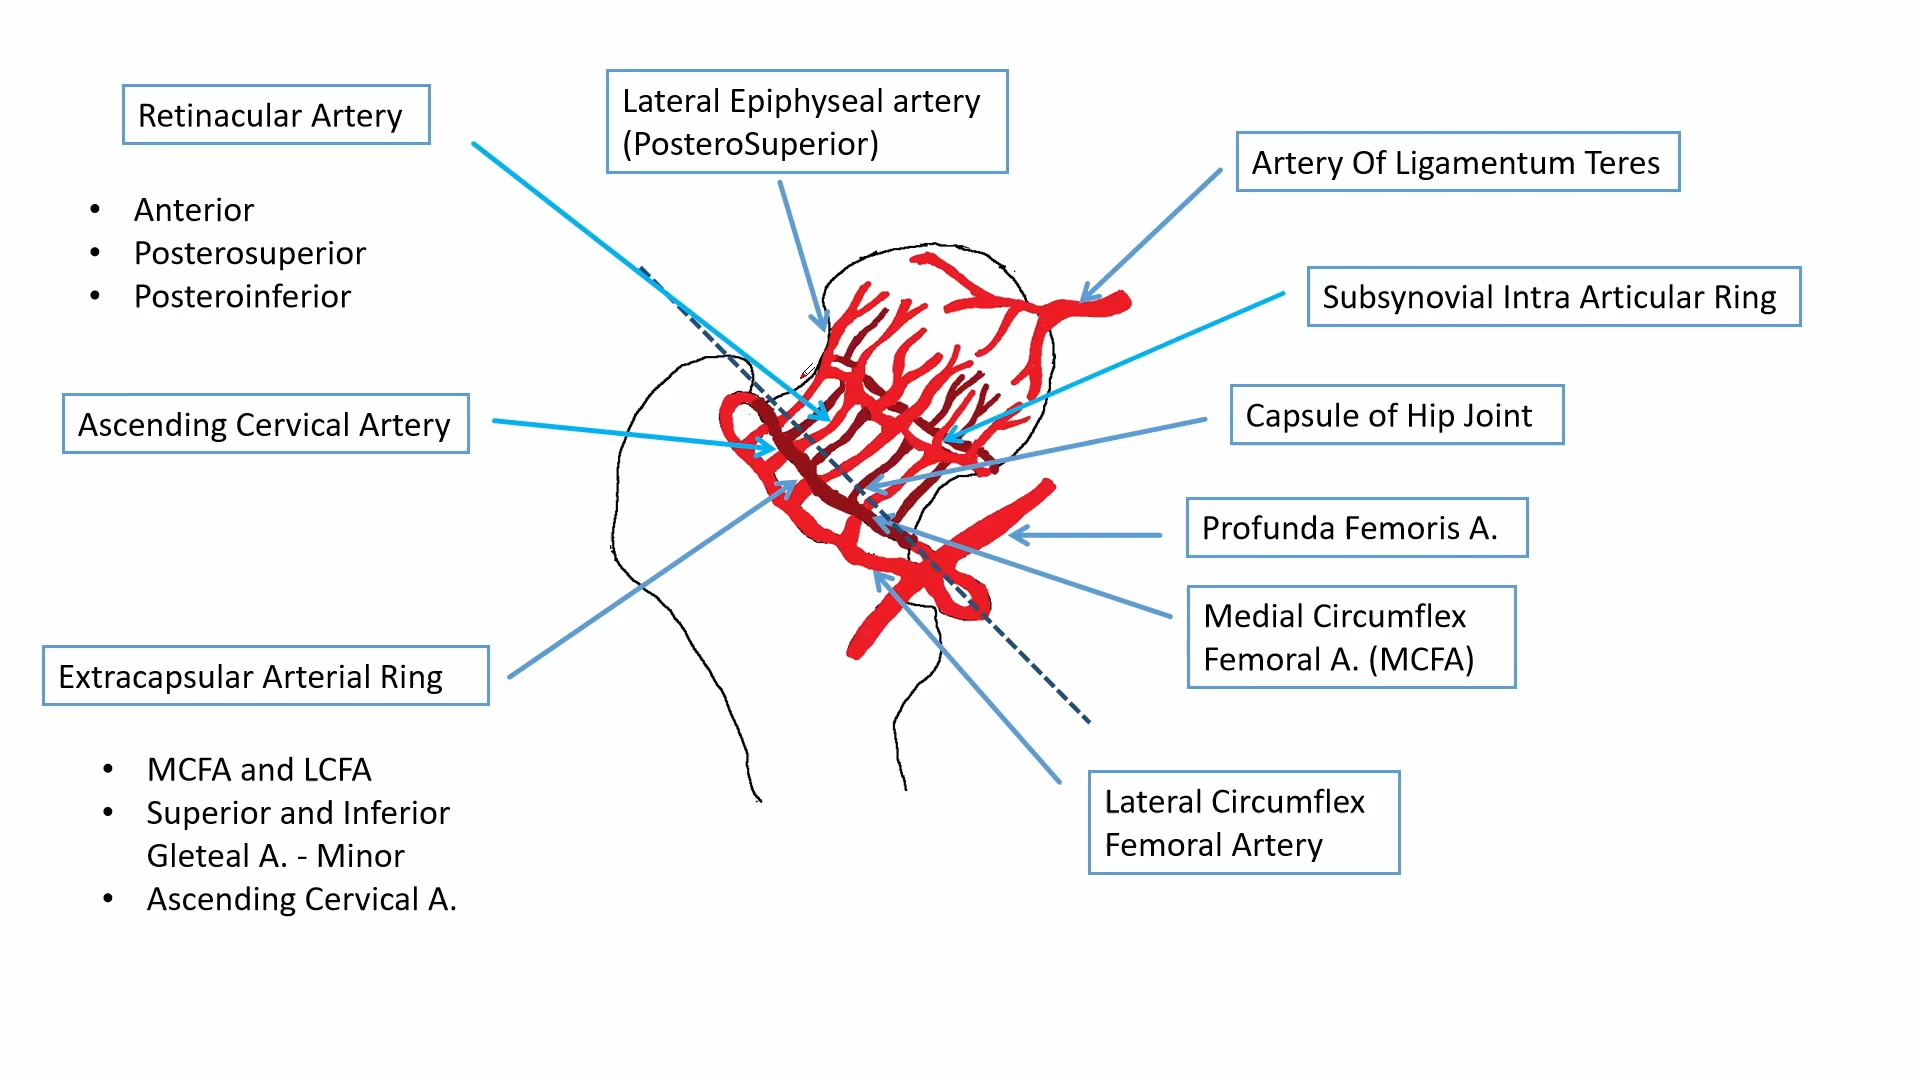 Retinacular Artery
• Anterior
• Posterosuperior
• Posteroinferior
Lateral Epiphyseal artery
(PosteroSuperior)
Artery Of Ligamentum Teres
Subsynovial Intra Articular Ring
Ascending Cervical Artery
Capsule of Hip Joint
Profunda Femoris A.
Medial Circumflex
Femoral A. (MCFA)
Extracapsular Arterial Ring
• MCFA and LCFA
• Superior and Inferior
Gleteal A. - Minor
• Ascending Cervical A.
Lateral Circumflex
Femoral Artery